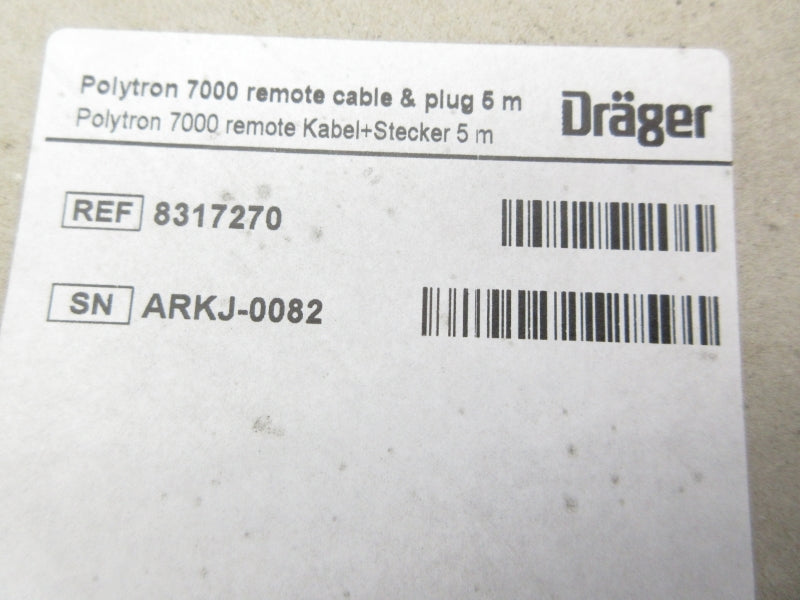 Polytron 7000 remote cable & plug 5 m
Dräger
Polytron 7000 remote Kabel+Stecker 5 m
REF 8317270
SN ARKJ-0082